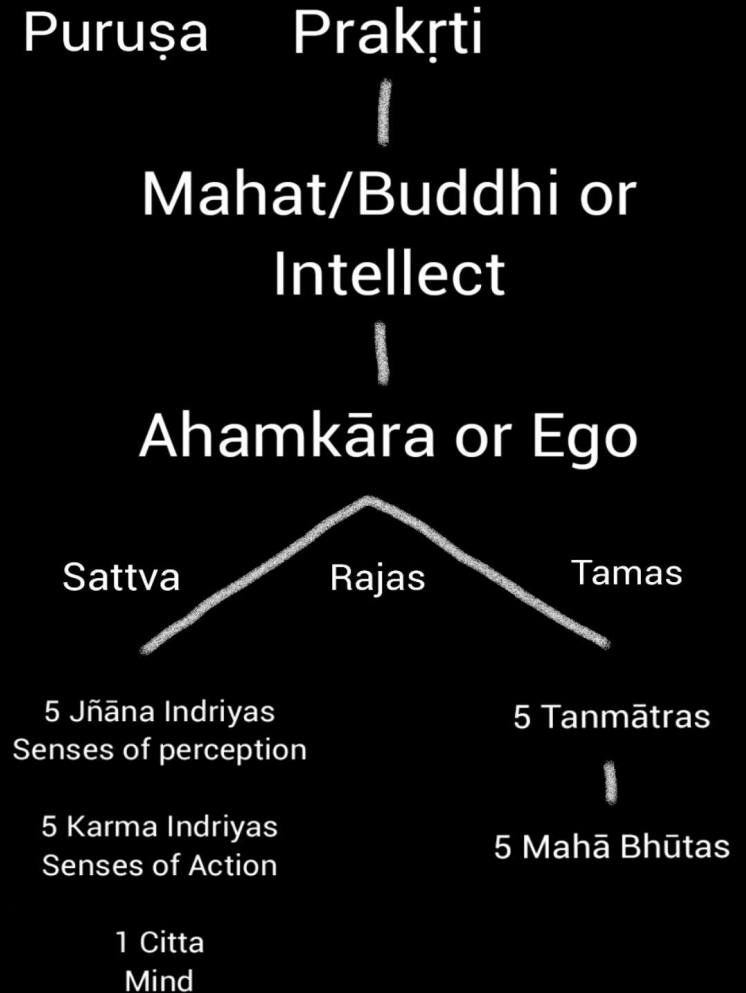 Puruṣa Prakṛti
Mahat/Buddhi or
Intellect
Ahamkāra or Ego
Sattva Rajas Tamas
5 Jñāna Indriyas
Senses of perception
5 Karma Indriyas
Senses of Action
1 Citta
Mind
5 Tanmātras
5 Mahā Bhūtas